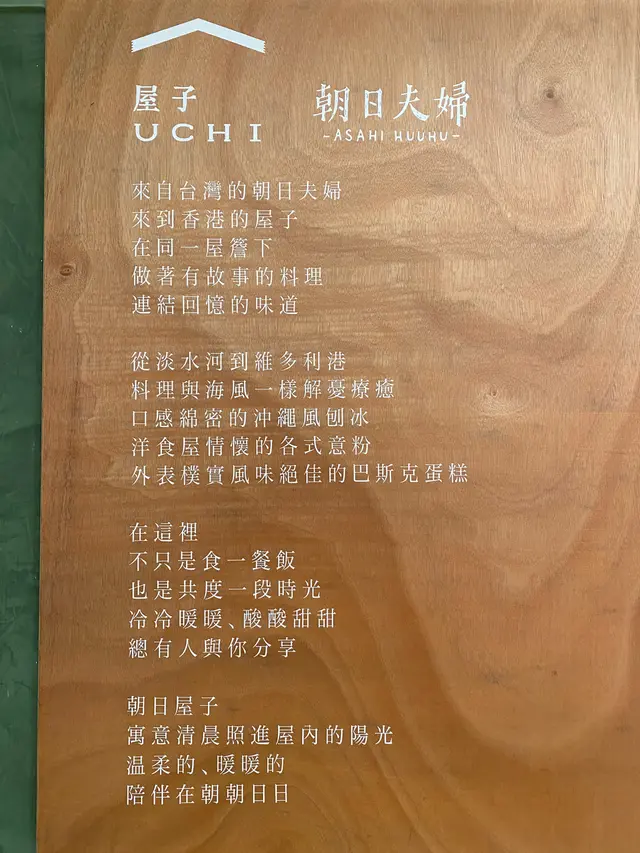 屋子 朝日夫婦
UCHI -ASAHI HUUHU-
來自台灣的朝日夫婦
來到香港的屋子
在同一屋簷下
做著有故事的料理
連結回憶的味道
從淡水河到維多利港
料理與海風一樣解憂療癒
口感綿密的沖繩風刨冰
洋食屋情懷的各式意粉
外表樸實風味絕佳的巴斯克蛋糕
在這裡
不只是食一餐飯
也是共度一段時光
冷冷暖暖、酸酸甜甜
總有人與你分享
朝日屋子
寓意清晨照進屋內的陽光
温柔的、暖暖的
陪伴在朝朝日日